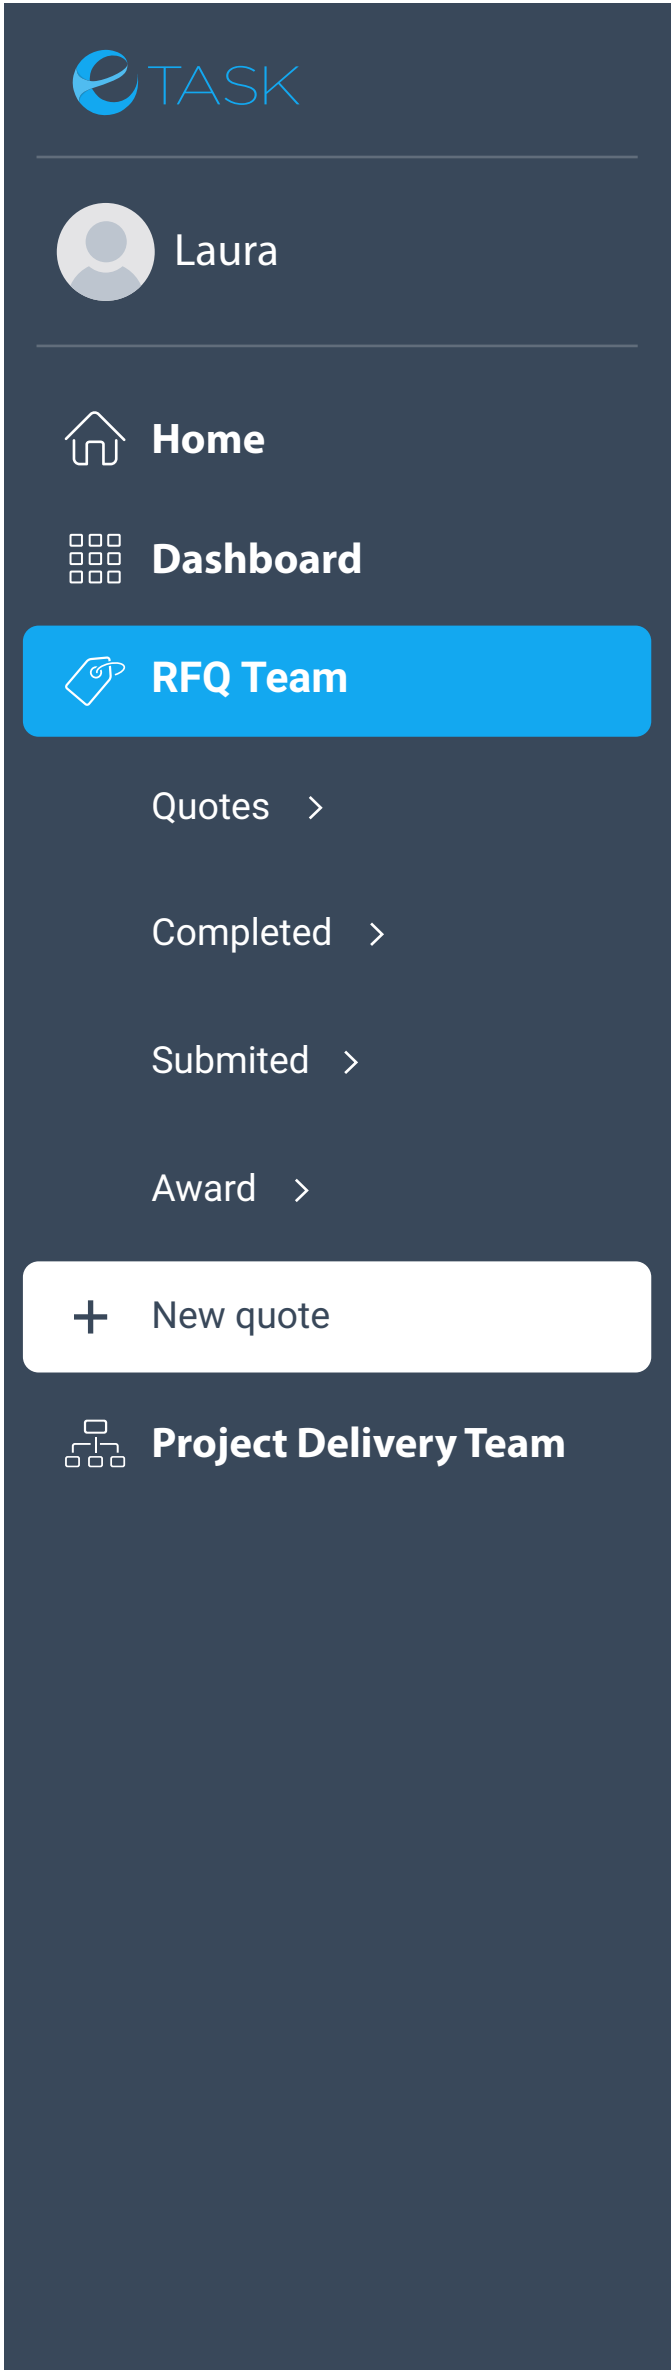 e TASK
Laura
Home
Dashboard
RFQ Team
Quotes
Completed
Submited
Award
New quote
Project Delivery Team